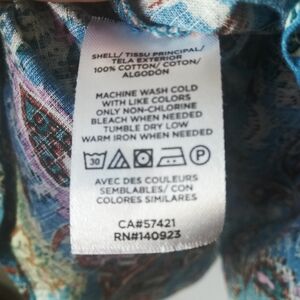 SHELL/ TISSU PRINCIPAL/
TELA EXTERIOR
100% COTTON/ COTON/
ALGODÓN
MACHINE WASH COLD
WITH LIKE COLORS
ONLY NON-CHLORINE
BLEACH WHEN NEEDED
TUMBLE DRY LOW
WARM IRON WHEN NEEDED
30 P
AVEC DES COULEURS
SEMBLABLES/ CON
COLORES SIMILARES
CA#57421
RN#140923